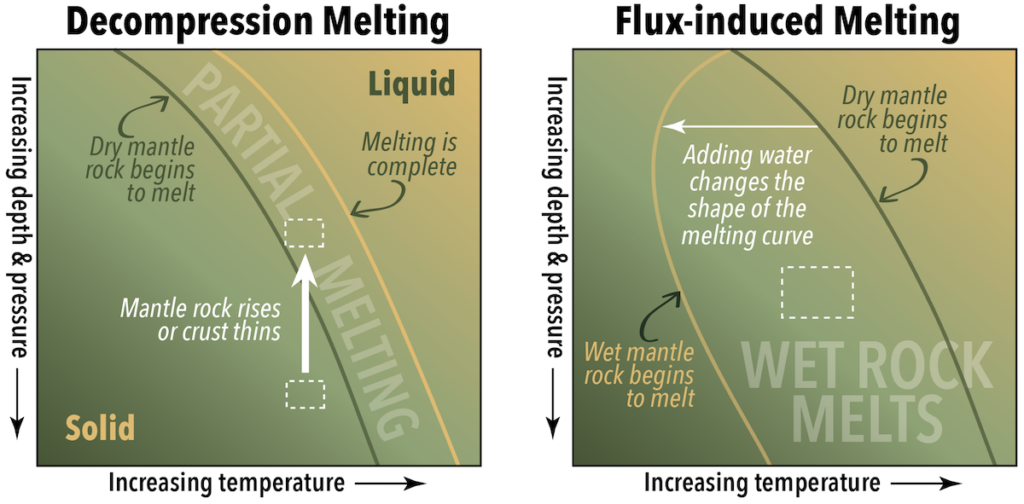 Decompression Melting
Increasing depth & pressure
PARTIAL MELTING
Liquid
Dry mantle
rock begins
to melt
Melting is
complete
Mantle rock rises
or crust thins
Solid
Increasing temperature
Flux-induced Melting
Increasing depth & pressure
Dry mantle
rock begins
to melt
Adding water
changes the
shape of the
melting curve
Wet mantle
rock begins
to melt
WET ROCK
MELTS
Increasing temperature